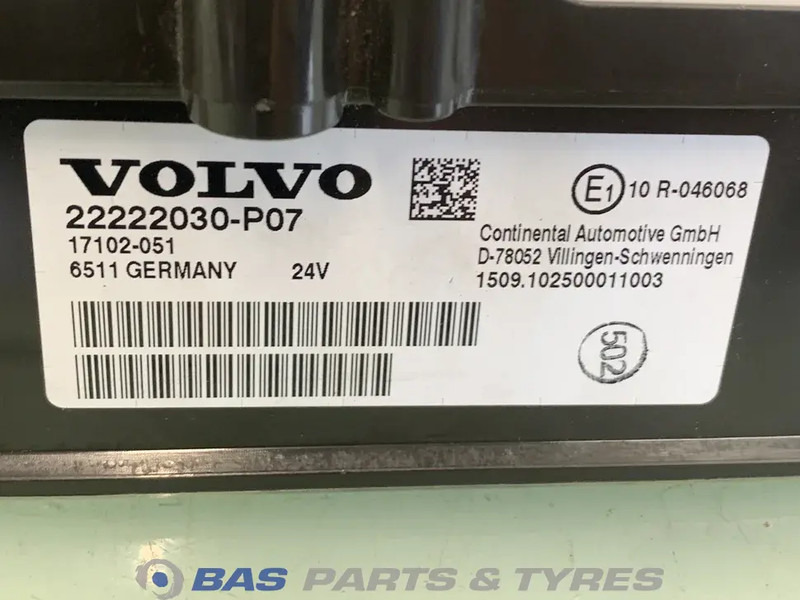 VOLVO
22222030-P07
17102-051
6511 GERMANY 24V
E1 10 R-046068
Continental Automotive GmbH
D-78052 Villingen-Schwenningen
1509.102500011003
502
BAS PARTS & TYRES